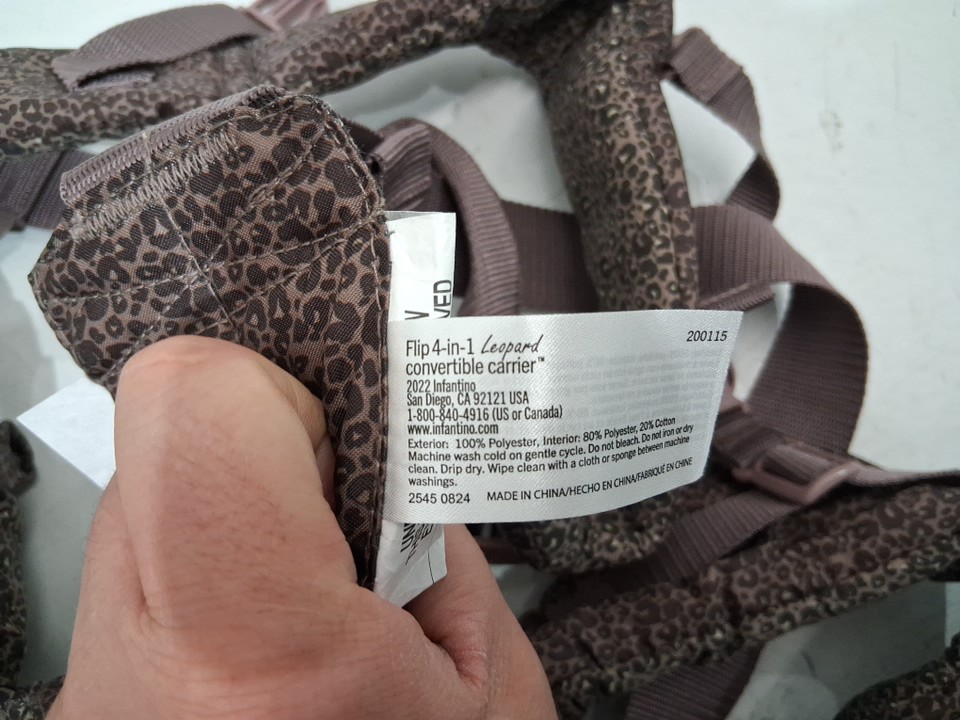 Flip 4-in-1 Leopard
convertible carrier™
200115
2022 Infantino
San Diego, CA 92121 USA
1-800-840-4916 (US or Canada)
www.infantino.com
Exterior: 100% Polyester, Interior: 80% Polyester, 20% Cotton
Machine wash cold on gentle cycle. Do not bleach. Do not iron or dry
clean. Drip dry. Wipe clean with a cloth or sponge between machine
washings.
2545 0824 MADE IN CHINA/HECHO EN CHINA/FABRIQUÉ EN CHINE